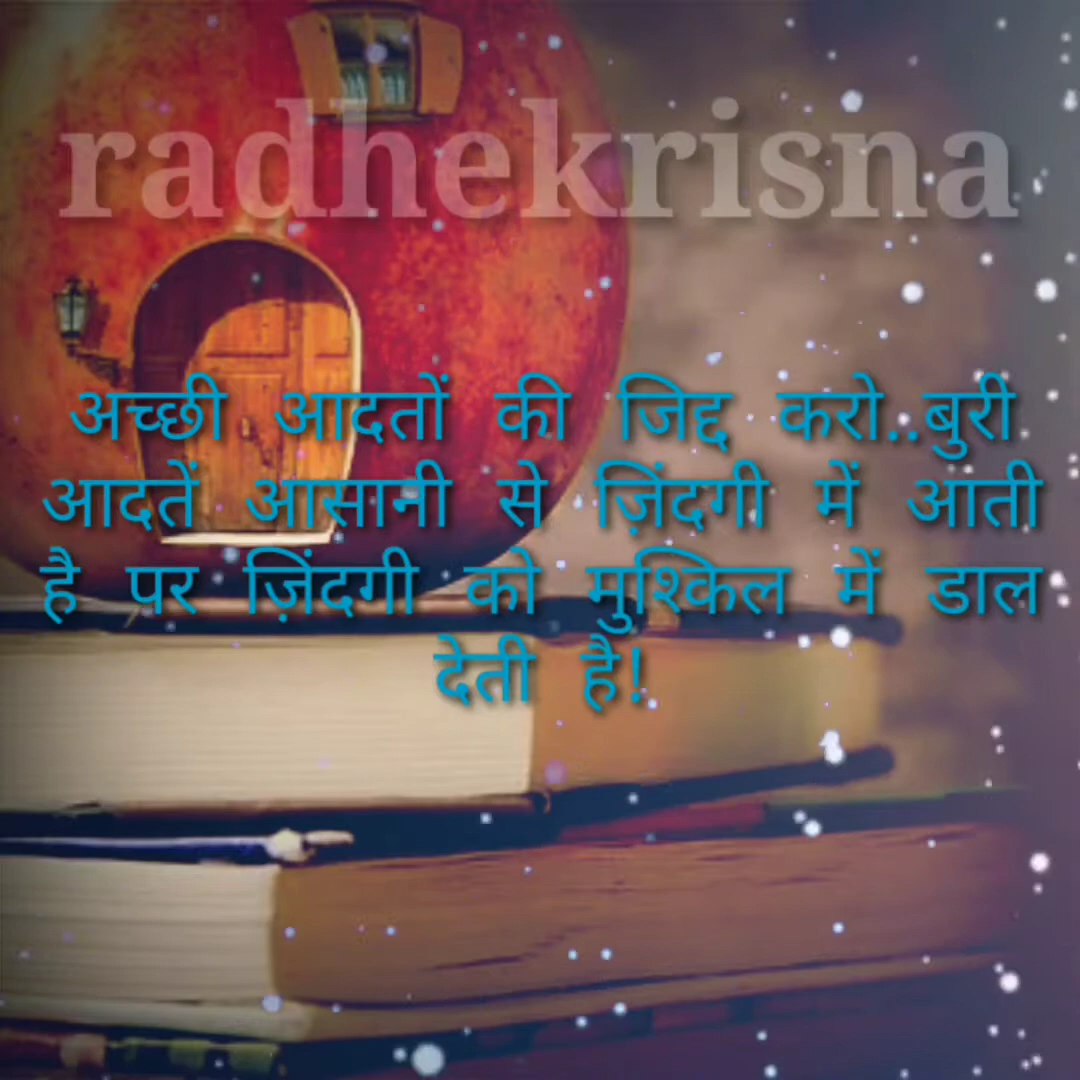 radhekrisna
अच्छी आदतों की जिद्द करो..बुरी
आदतें आसानी से ज़िंदगी में आती
है पर ज़िंदगी को मुश्किल में डाल
देती है!